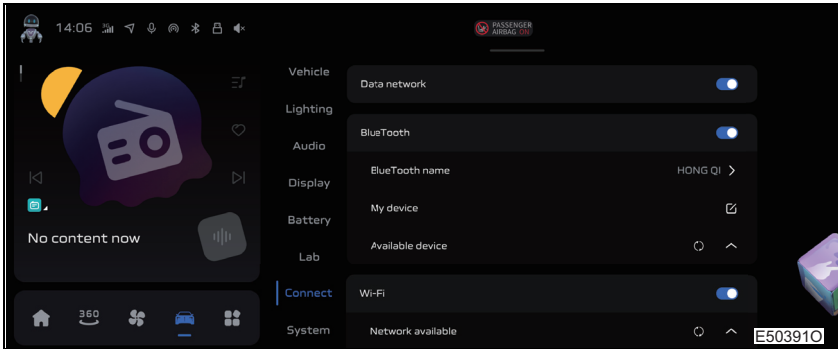 14:06 3G
PASSENGER
AIRBAG ON
No content now
360
Vehicle
Lighting
Audio
Display
Battery
Lab
Connect
System
Data network
BlueTooth
BlueTooth name HONG QI
My device
Available device
Wi-Fi
Network available
E50391O